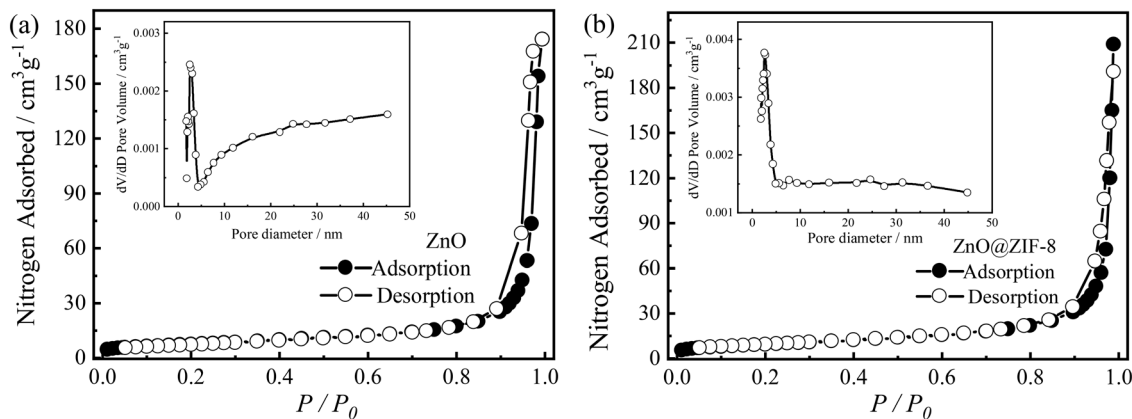 (a)
Nitrogen Adsorbed / cm³g⁻¹
180
150
120
90
60
30
0
0.0 0.2 0.4 0.6 0.8 1.0
P / P₀
dV/dD Pore Volume / cm³g⁻¹
0.003
0.002
0.001
0.000
0 10 20 30 40 50
Pore diameter / nm
ZnO
Adsorption
Desorption
(b)
Nitrogen Adsorbed / cm³g⁻¹
210
180
150
120
90
60
30
0
0.0 0.2 0.4 0.6 0.8 1.0
P / P₀
dV/dD Pore Volume / cm³g⁻¹
0.004
0.003
0.002
0.001
0 10 20 30 40 50
Pore diameter / nm
ZnO@ZIF-8
Adsorption
Desorption